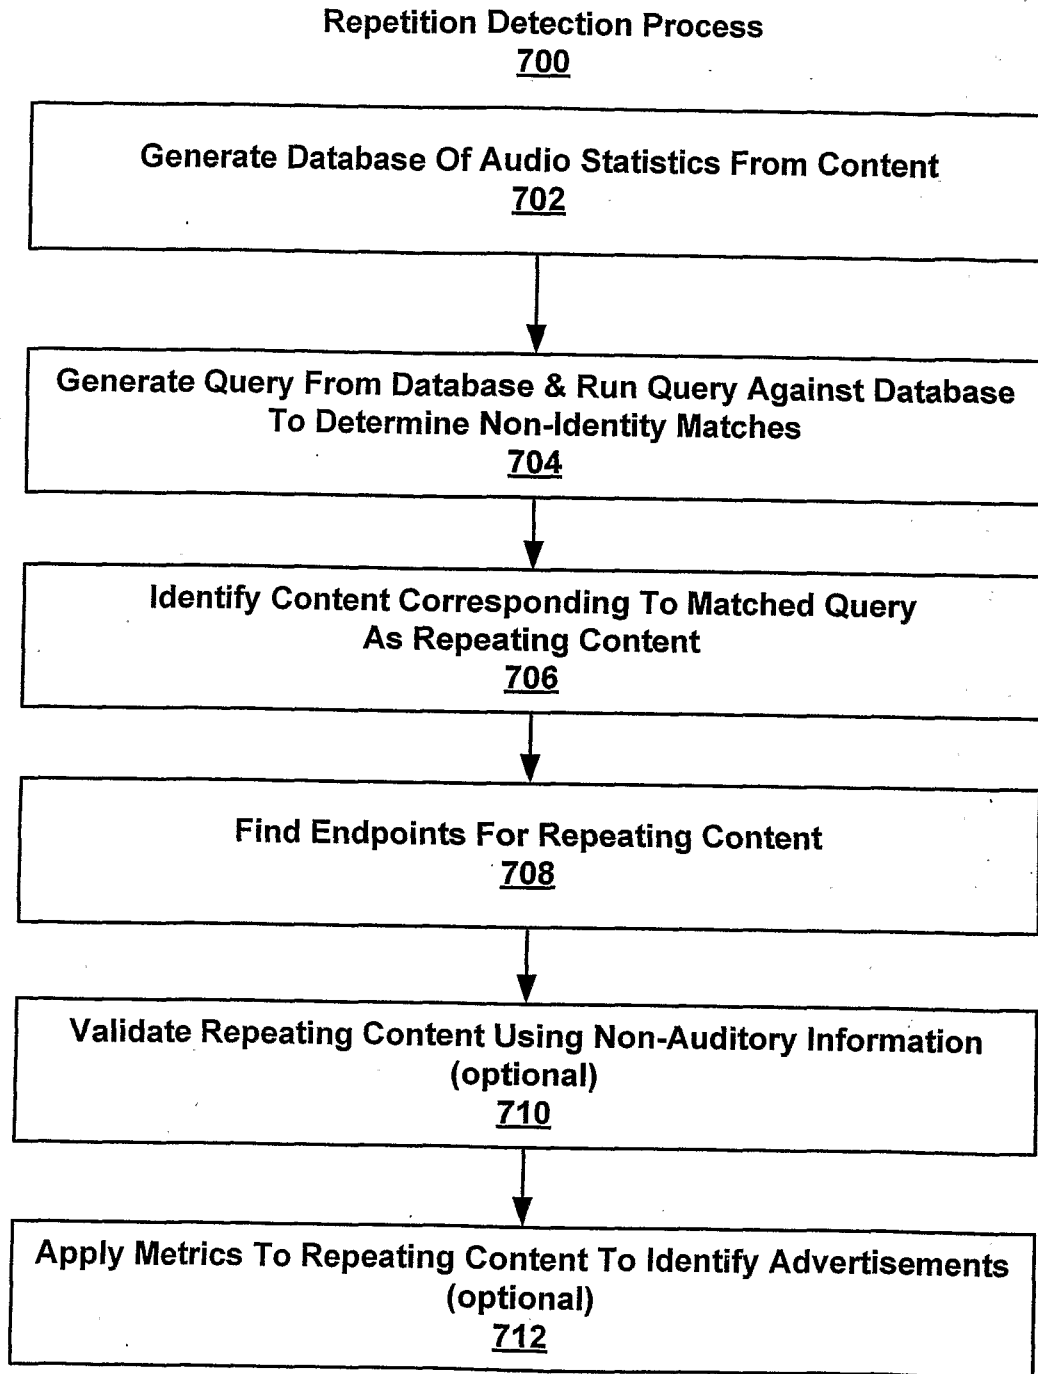 Repetition Detection Process
700
Generate Database Of Audio Statistics From Content
702
Generate Query From Database & Run Query Against Database
To Determine Non-Identity Matches
704
Identify Content Corresponding To Matched Query
As Repeating Content
706
Find Endpoints For Repeating Content
708
Validate Repeating Content Using Non-Auditory Information
(optional)
710
Apply Metrics To Repeating Content To Identify Advertisements
(optional)
712